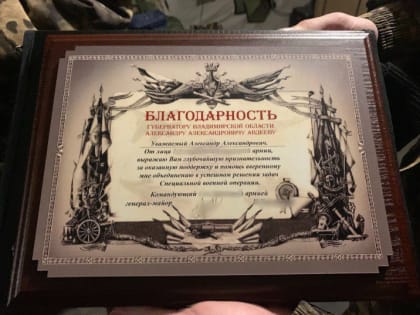 БЛАГОДАРНОСТЬ
ГУБЕРНАТОРУ ВЛАДИМИРСКОЙ ОБЛАСТИ
АЛЕКСАНДРУ АЛЕКСАНДРОВИЧУ АВДЕЕВУ
Уважаемый Александр Александрович,
От лица армии,
выражаю Вам глубочайшую признательность
за оказанную поддержку и помощь вверенному
мне объединению в успешном решении задач
Специальной военной операции.
Командующий армией
генерал-майор